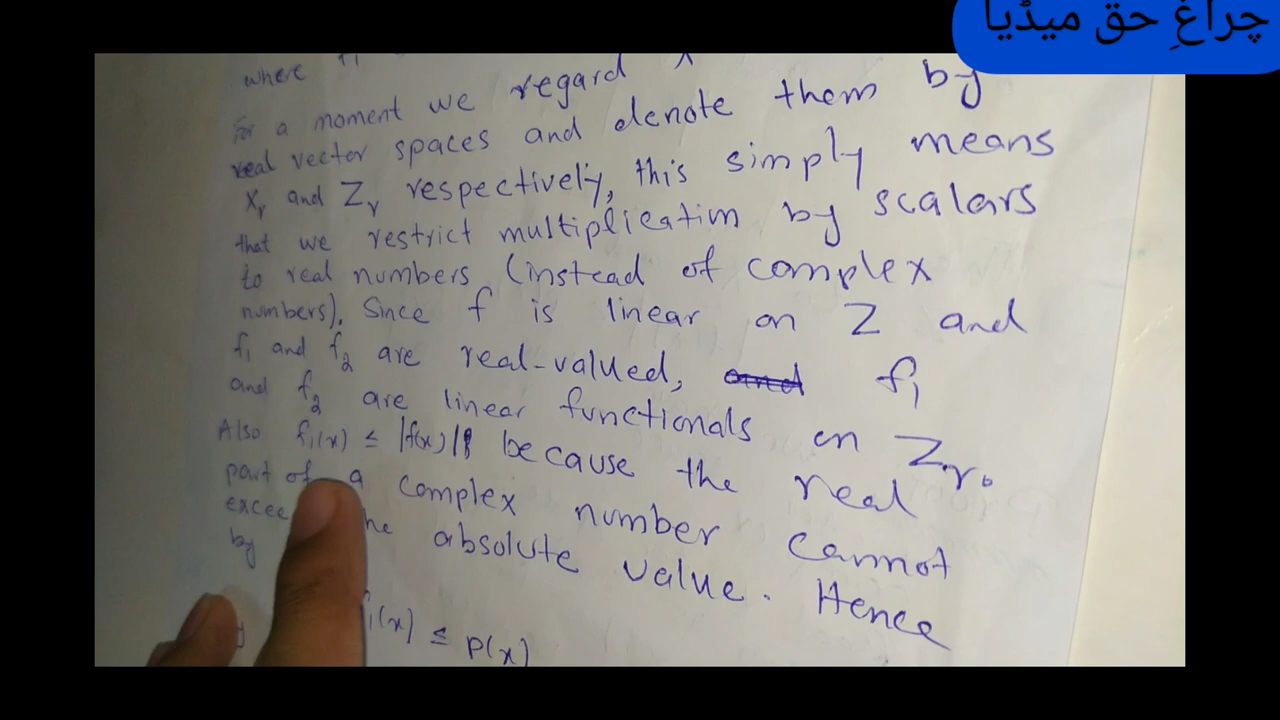 چراغِ حق میڈیا
where
For a moment we regard X
real vector spaces and denote them by
Xr and Zr respectively, this simply means
that we restrict multiplication by scalars
to real numbers (instead of complex
numbers). Since f is linear on Z and
f1 and f2 are real-valued, and f1
and f2 are linear functionals on Zr.
Also f1(x) ≤ |f(x)| because the real
part of a complex number cannot
excee he absolute value. Hence
by
f1(x) ≤ p(x)